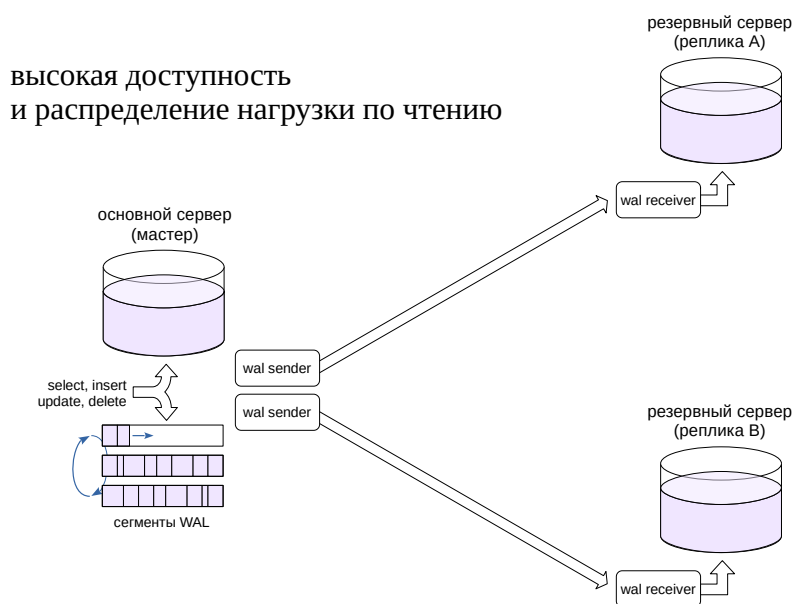 высокая доступность
и распределение нагрузки по чтению
резервный сервер
(реплика A)
wal receiver
основной сервер
(мастер)
wal sender
select, insert
update, delete
wal sender
сегменты WAL
резервный сервер
(реплика B)
wal receiver